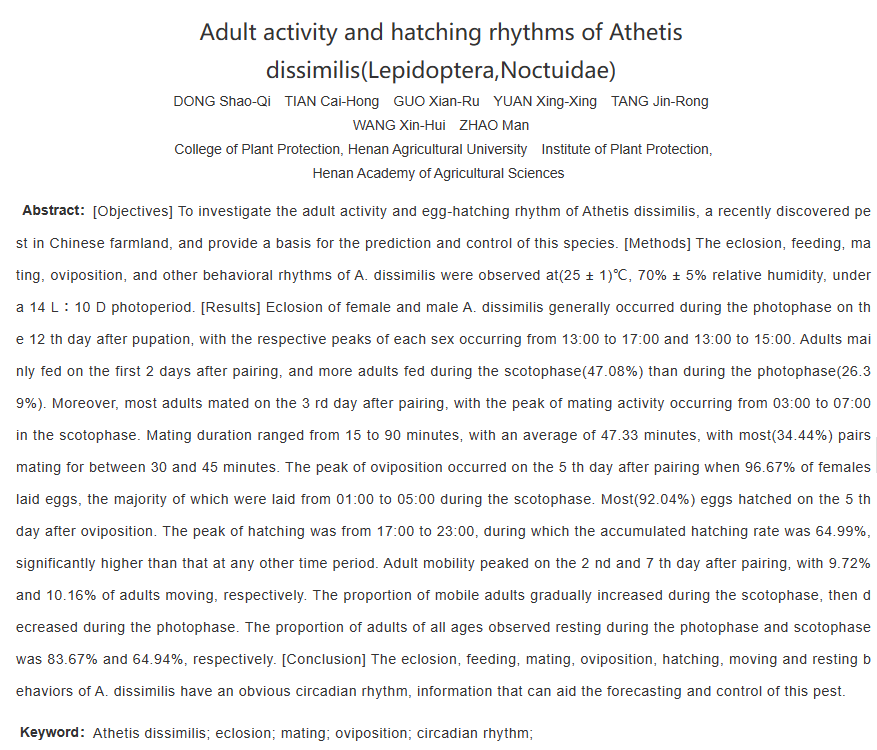 Adult activity and hatching rhythms of Athetis
dissimilis(Lepidoptera,Noctuidae)
DONG Shao-Qi TIAN Cai-Hong GUO Xian-Ru YUAN Xing-Xing TANG Jin-Rong
WANG Xin-Hui ZHAO Man
College of Plant Protection, Henan Agricultural University Institute of Plant Protection,
Henan Academy of Agricultural Sciences
Abstract: [Objectives] To investigate the adult activity and egg-hatching rhythm of Athetis dissimilis, a recently discovered pe
st in Chinese farmland, and provide a basis for the prediction and control of this species. [Methods] The eclosion, feeding, ma
ting, oviposition, and other behavioral rhythms of A. dissimilis were observed at(25 ± 1)℃, 70% ± 5% relative humidity, under
a 14 L︰10 D photoperiod. [Results] Eclosion of female and male A. dissimilis generally occurred during the photophase on th
e 12 th day after pupation, with the respective peaks of each sex occurring from 13:00 to 17:00 and 13:00 to 15:00. Adults mai
nly fed on the first 2 days after pairing, and more adults fed during the scotophase(47.08%) than during the photophase(26.3
9%). Moreover, most adults mated on the 3 rd day after pairing, with the peak of mating activity occurring from 03:00 to 07:00
in the scotophase. Mating duration ranged from 15 to 90 minutes, with an average of 47.33 minutes, with most(34.44%) pairs
mating for between 30 and 45 minutes. The peak of oviposition occurred on the 5 th day after pairing when 96.67% of females
laid eggs, the majority of which were laid from 01:00 to 05:00 during the scotophase. Most(92.04%) eggs hatched on the 5 th
day after oviposition. The peak of hatching was from 17:00 to 23:00, during which the accumulated hatching rate was 64.99%,
significantly higher than that at any other time period. Adult mobility peaked on the 2 nd and 7 th day after pairing, with 9.72%
and 10.16% of adults moving, respectively. The proportion of mobile adults gradually increased during the scotophase, then d
ecreased during the photophase. The proportion of adults of all ages observed resting during the photophase and scotophase
was 83.67% and 64.94%, respectively. [Conclusion] The eclosion, feeding, mating, oviposition, hatching, moving and resting b
ehaviors of A. dissimilis have an obvious circadian rhythm, information that can aid the forecasting and control of this pest.
Keyword: Athetis dissimilis; eclosion; mating; oviposition; circadian rhythm;